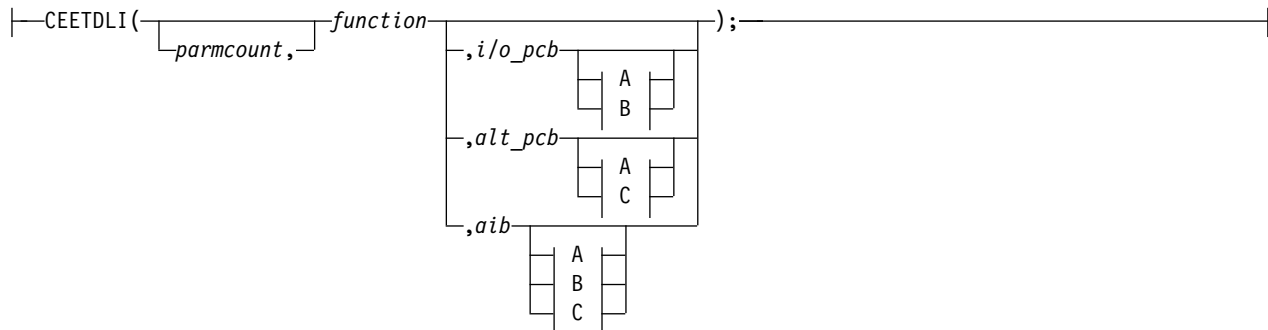 CEETDLI( function );
parmcount,
,i/o_pcb
A
B
,alt_pcb
A
C
,aib
A
B
C